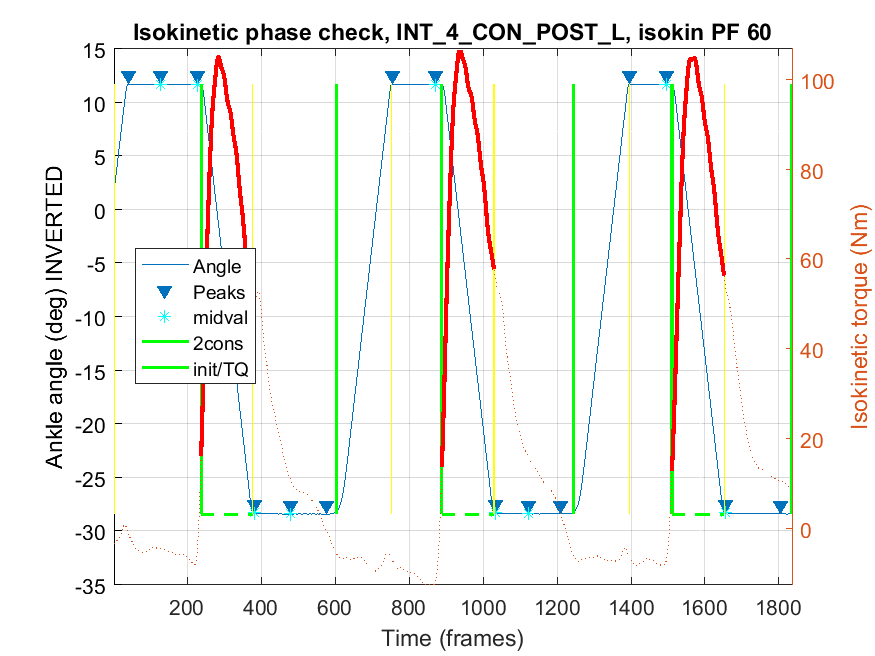 Isokinetic phase check, INT_4_CON_POST_L, isokin PF 60
15
10
5
0
-5
-10
-15
-20
-25
-30
-35
Ankle angle (deg) INVERTED
Angle
Peaks
midval
2cons
init/TQ
100
80
60
40
20
0
Isokinetic torque (Nm)
200
400
600
800
1000
1200
1400
1600
1800
Time (frames)